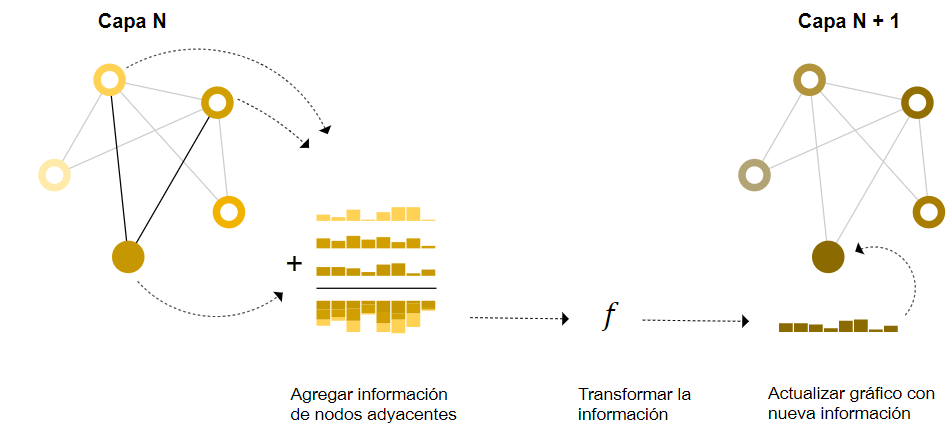 Capa N
Capa N + 1
+
f
Agregar información
de nodos adyacentes
Transformar la
información
Actualizar gráfico con
nueva información